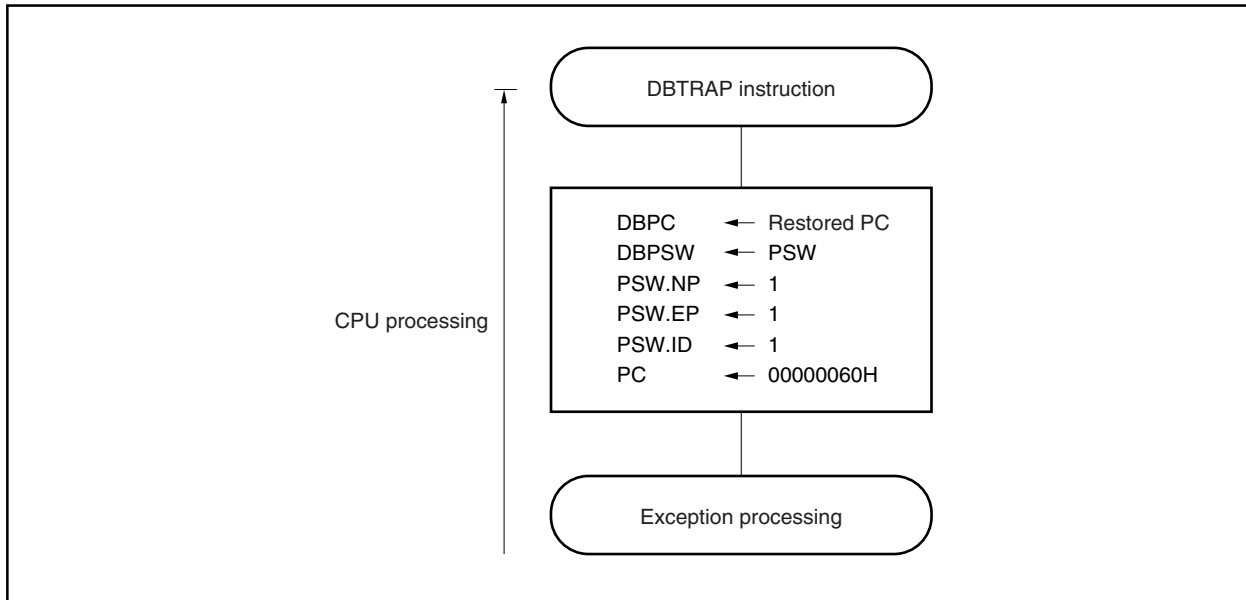 DBTRAP instruction
CPU processing
DBPC ← Restored PC
DBPSW ← PSW
PSW.NP ← 1
PSW.EP ← 1
PSW.ID ← 1
PC ← 00000060H
Exception processing